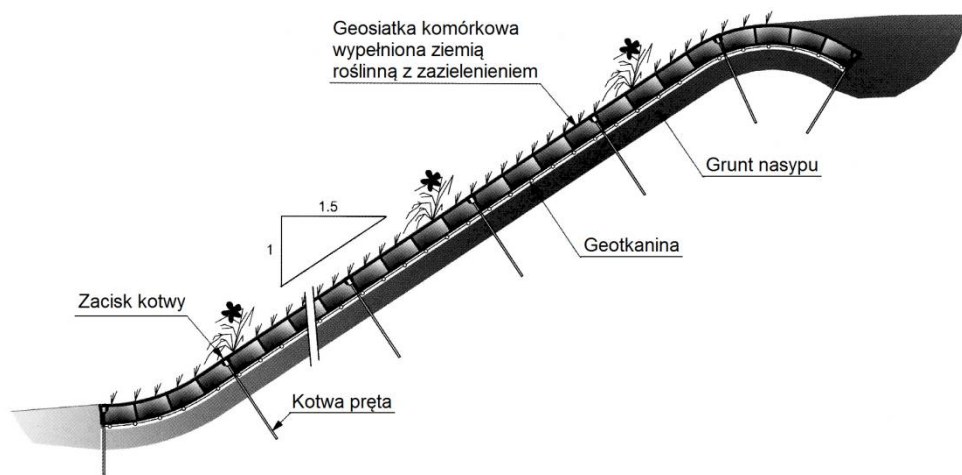 Geosiatka komórkowa
wypełniona ziemią
roślinną z zazielenieniem
Grunt nasypu
1.5
1
Geotkanina
Zacisk kotwy
Kotwa pręta